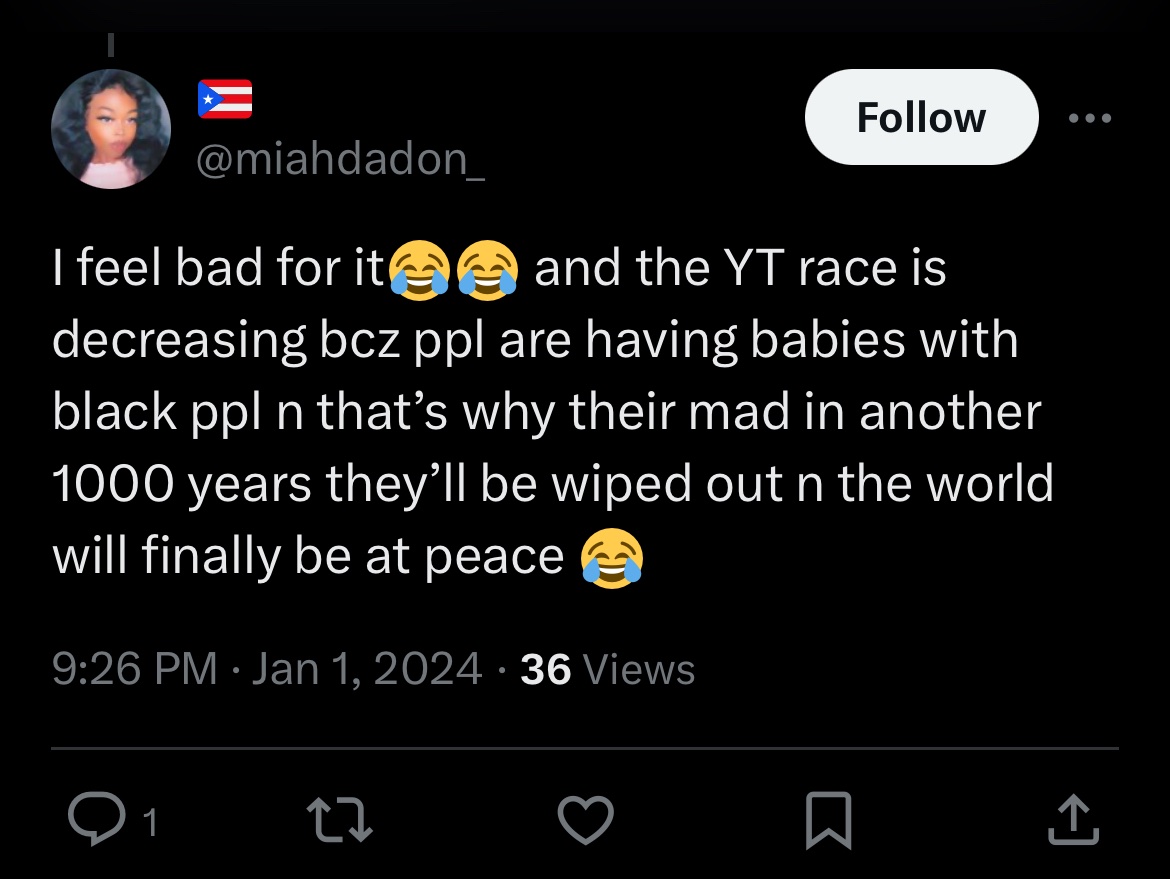 🇵🇷
Follow
@miahdadon_
I feel bad for it😂😂 and the YT race is
decreasing bcz ppl are having babies with
black ppl n that’s why their mad in another
1000 years they’ll be wiped out n the world
will finally be at peace 😂
9:26 PM · Jan 1, 2024 · 36 Views
1